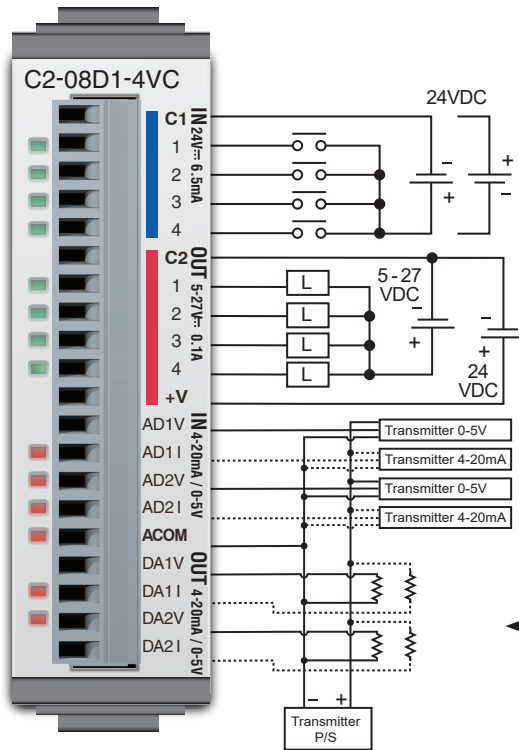 C2-08D1-4VC
C1
1
2
3
4
C2
1
2
3
4
+V
AD1V
AD1I
AD2V
AD2I
ACOM
DA1V
DA1I
DA2V
DA2I
IN 24V⎓ 6.5mA
OUT 5-27V⎓ 0.1A
IN 4-20mA / 0-5V
OUT 4-20mA / 0-5V
24VDC
– +
+ –
L
L
L
L
5-27
VDC
– +
– +
24
VDC
Transmitter 0-5V
Transmitter 4-20mA
Transmitter 0-5V
Transmitter 4-20mA
– +
Transmitter
P/S